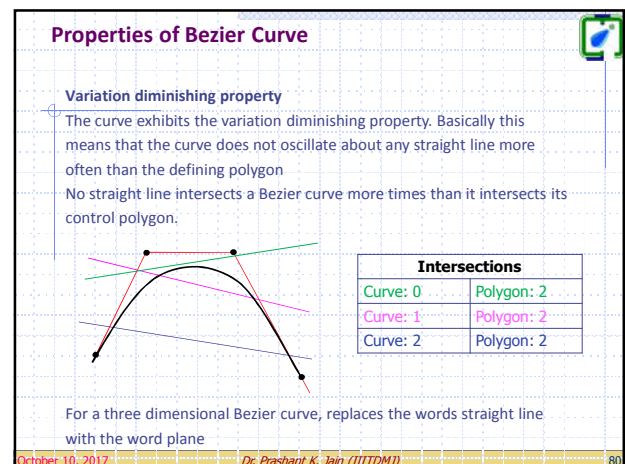 Properties of Bezier Curve
Variation diminishing property
The curve exhibits the variation diminishing property. Basically this
means that the curve does not oscillate about any straight line more
often than the defining polygon
No straight line intersects a Bezier curve more times than it intersects its
control polygon.
Intersections
Curve: 0 Polygon: 2
Curve: 1 Polygon: 2
Curve: 2 Polygon: 2
For a three dimensional Bezier curve, replaces the words straight line
with the word plane
October 10, 2017 Dr. Prashant K. Jain (IIITDMJ) 80